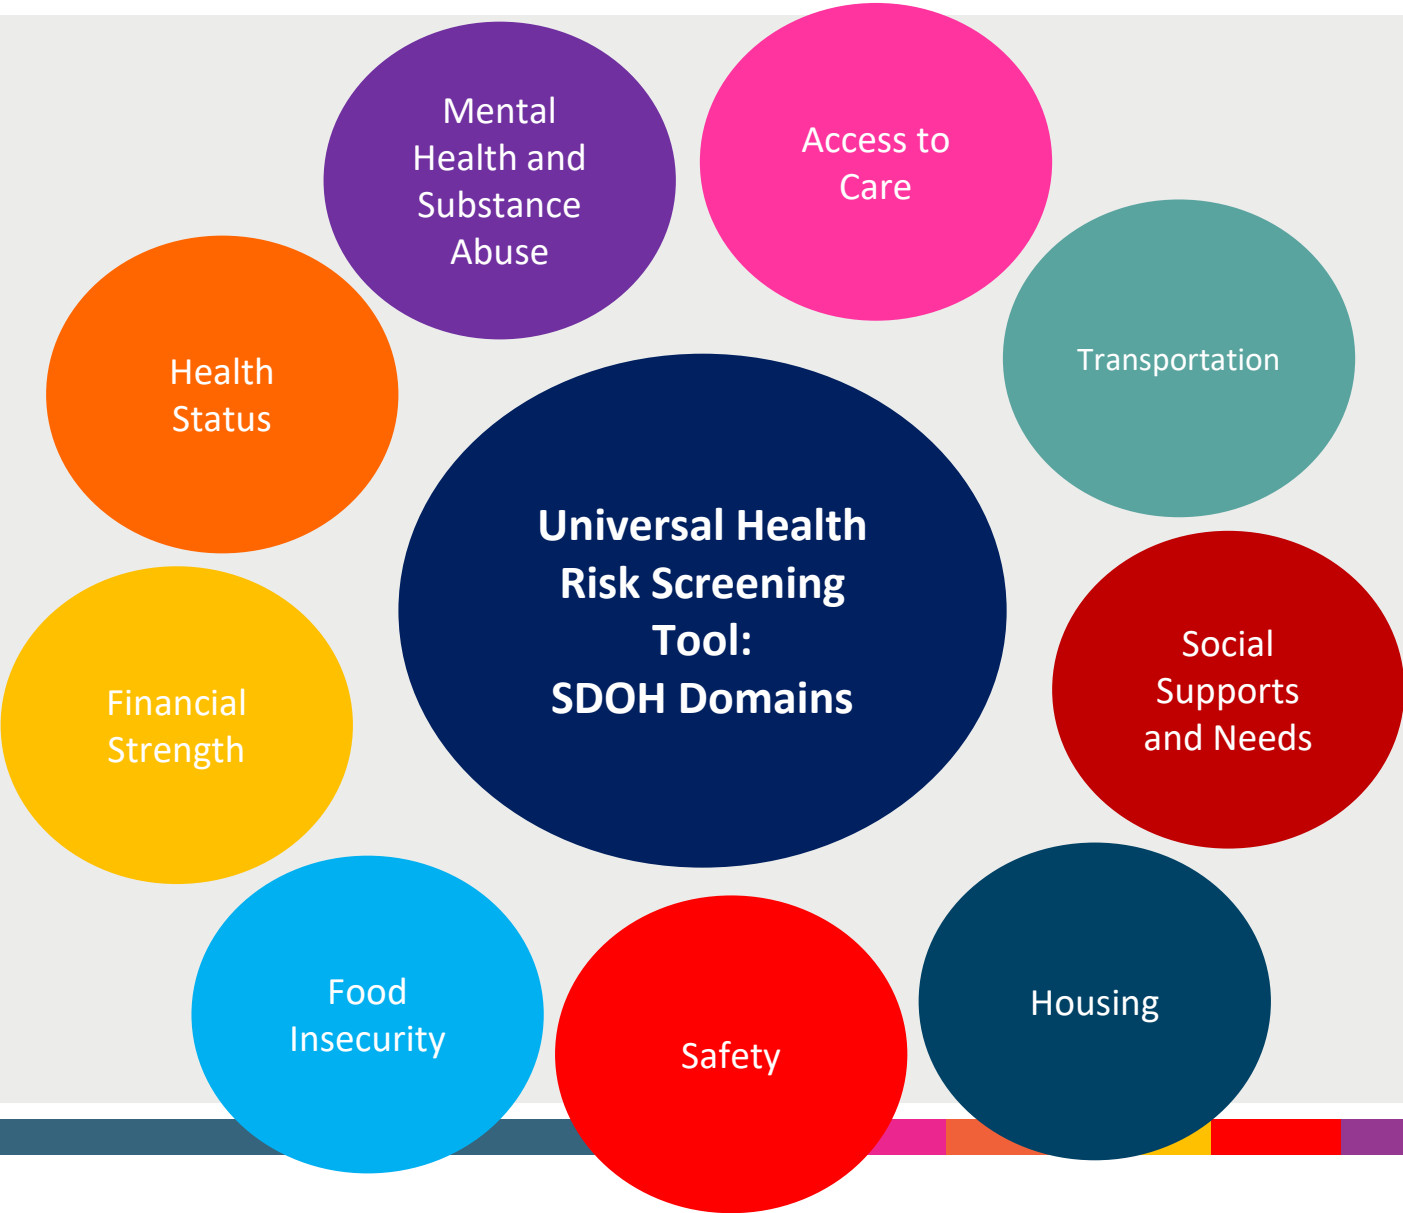 Mental
Health and
Substance
Abuse
Access to
Care
Transportation
Health
Status
Universal Health
Risk Screening
Tool:
SDOH Domains
Social
Supports
and Needs
Financial
Strength
Food
Insecurity
Safety
Housing